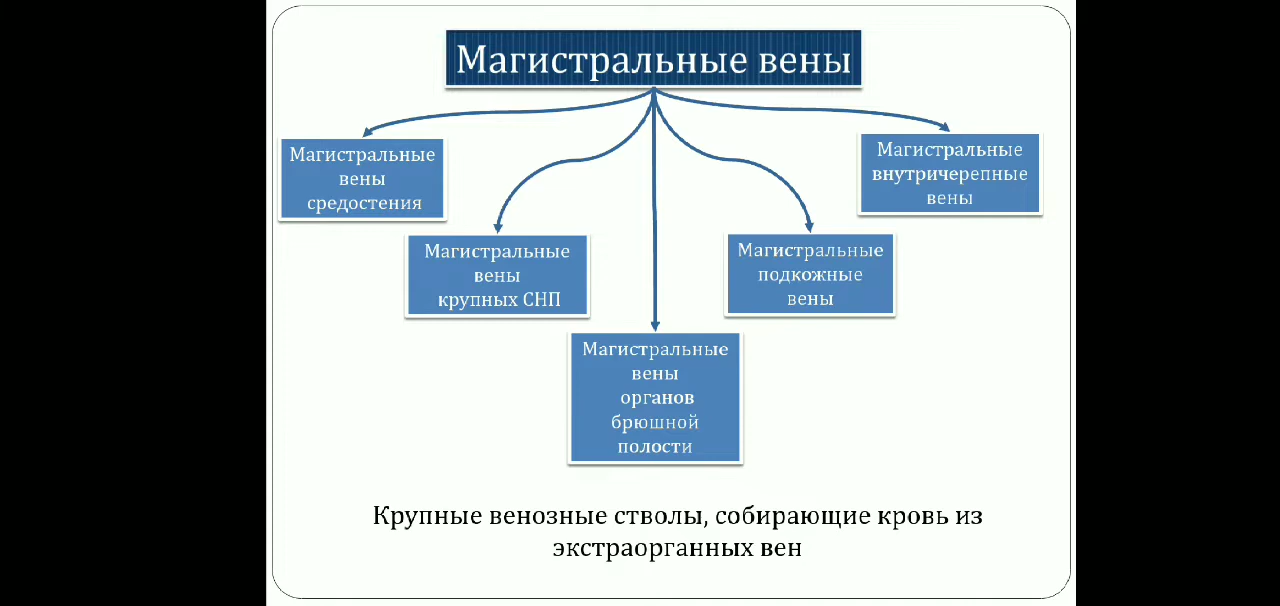 Магистральные вены
Магистральные
вены
средостения
Магистральные
вены
крупных СНП
Магистральные
вены
органов
брюшной
полости
Магистральные
подкожные
вены
Магистральные
внутричерепные
вены
Крупные венозные стволы, собирающие кровь из
экстраорганных вен